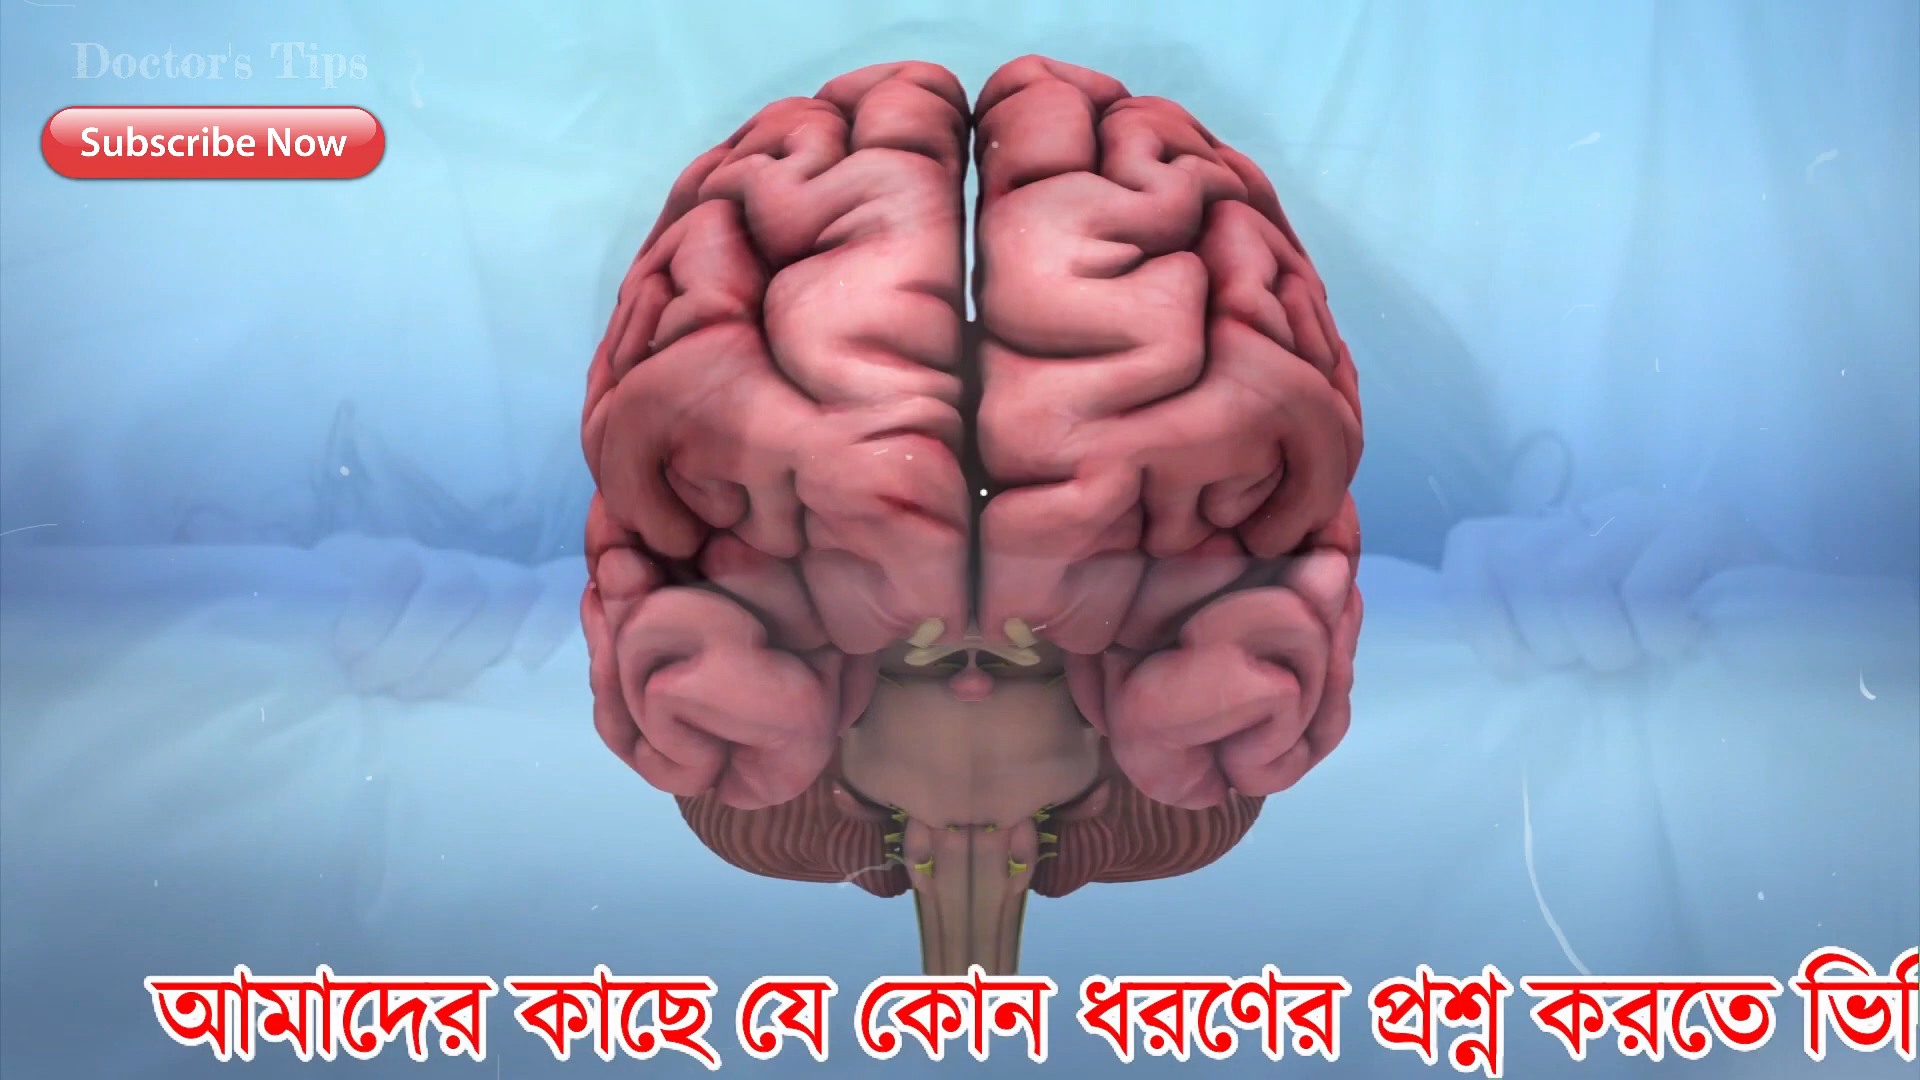 Doctor's Tips
Subscribe Now
আমাদের কাছে যে কোন ধরণের প্রশ্ন করতে